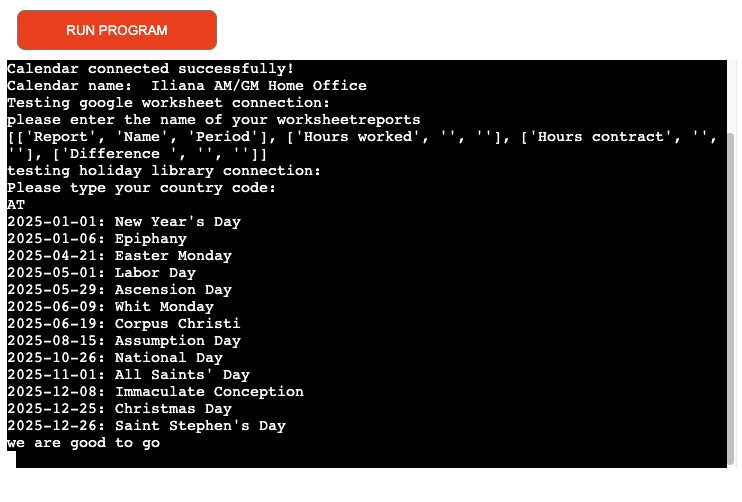 RUN PROGRAM
Calendar connected successfully!
Calendar name:  Iliana AM/GM Home Office
Testing google worksheet connection:
please enter the name of your worksheetreports
[['Report', 'Name', 'Period'], ['Hours worked', '', ''], ['Hours contract', '',
''], ['Difference ', '', '']]
testing holiday library connection:
Please type your country code:
AT
2025-01-01: New Year's Day
2025-01-06: Epiphany
2025-04-21: Easter Monday
2025-05-01: Labor Day
2025-05-29: Ascension Day
2025-06-09: Whit Monday
2025-06-19: Corpus Christi
2025-08-15: Assumption Day
2025-10-26: National Day
2025-11-01: All Saints' Day
2025-12-08: Immaculate Conception
2025-12-25: Christmas Day
2025-12-26: Saint Stephen's Day
we are good to go